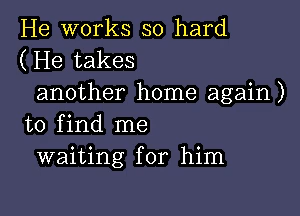 He works so hard
(He takes
another home again)
to find me
waiting for him